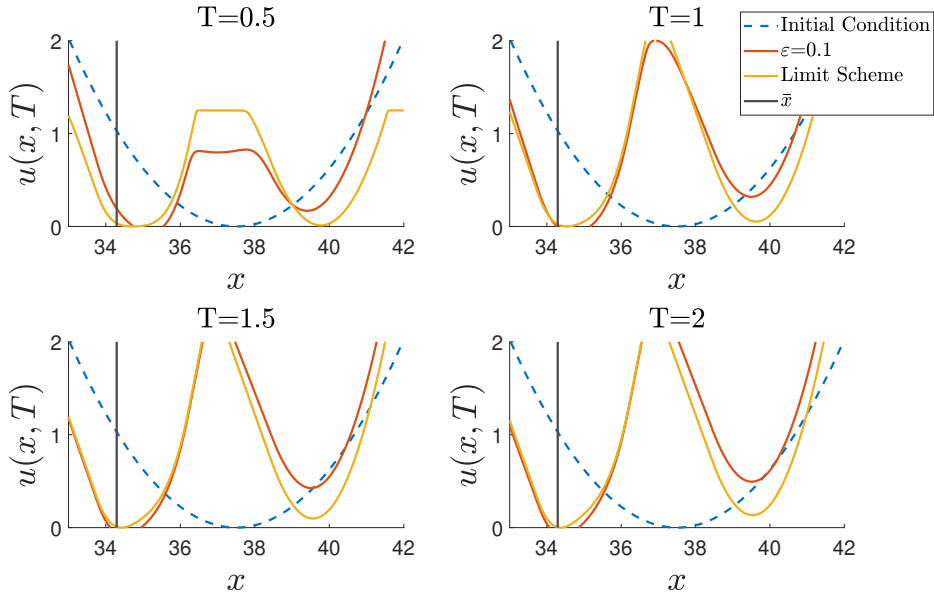 T=0.5
u(x, T)
2
1
0
34 36 38 40 42
x
T=1
u(x, T)
2
1
0
34 36 38 40 42
x
Initial Condition
ε=0.1
Limit Scheme
x̄
T=1.5
u(x, T)
2
1
0
34 36 38 40 42
x
T=2
u(x, T)
2
1
0
34 36 38 40 42
x